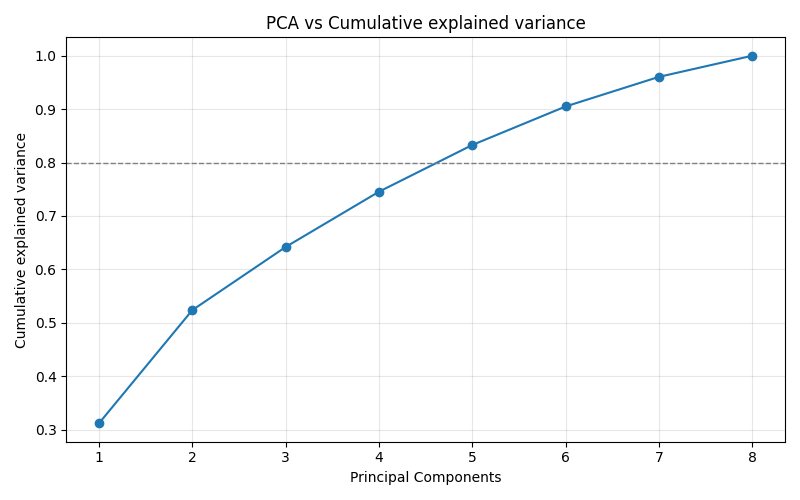 PCA vs Cumulative explained variance
1.0
0.9
0.8
0.7
0.6
0.5
0.4
0.3
Cumulative explained variance
1 2 3 4 5 6 7 8
Principal Components